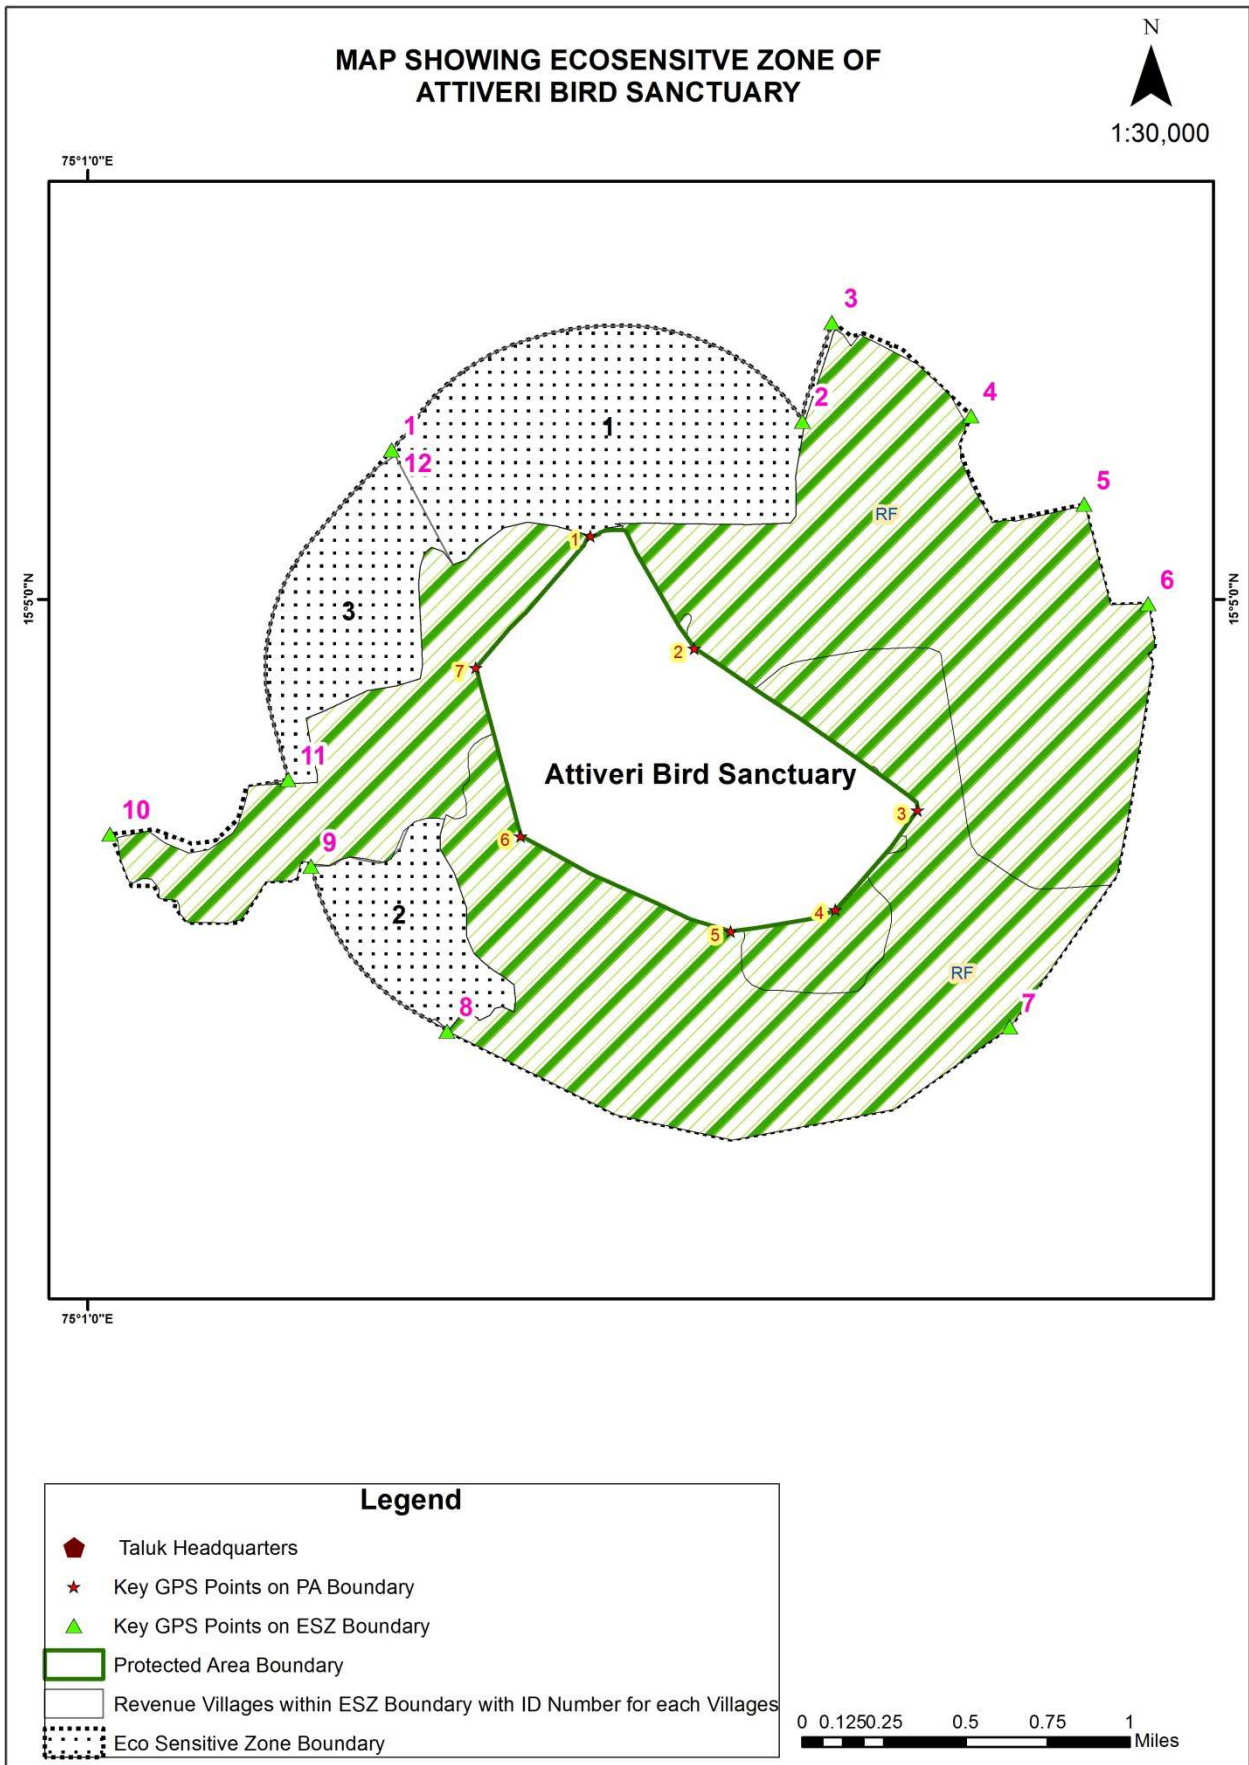 N
MAP SHOWING ECOSENSITVE ZONE OF
ATTIVERI BIRD SANCTUARY
1:30,000
75°1'0"E
3
2
4
1
1
12
5
RF
1
15°5'0"N
15°5'0"N
6
3
2
7
11
Attiveri Bird Sanctuary
3
10
6
9
2
4
5
RF
8
7
75°1'0"E
Legend
Taluk Headquarters
Key GPS Points on PA Boundary
Key GPS Points on ESZ Boundary
Protected Area Boundary
Revenue Villages within ESZ Boundary with ID Number for each Villages
Eco Sensitive Zone Boundary
0 0.125 0.25 0.5 0.75 1
Miles